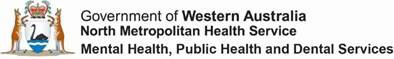 Government of Western Australia
North Metropolitan Health Service
Mental Health, Public Health and Dental Services